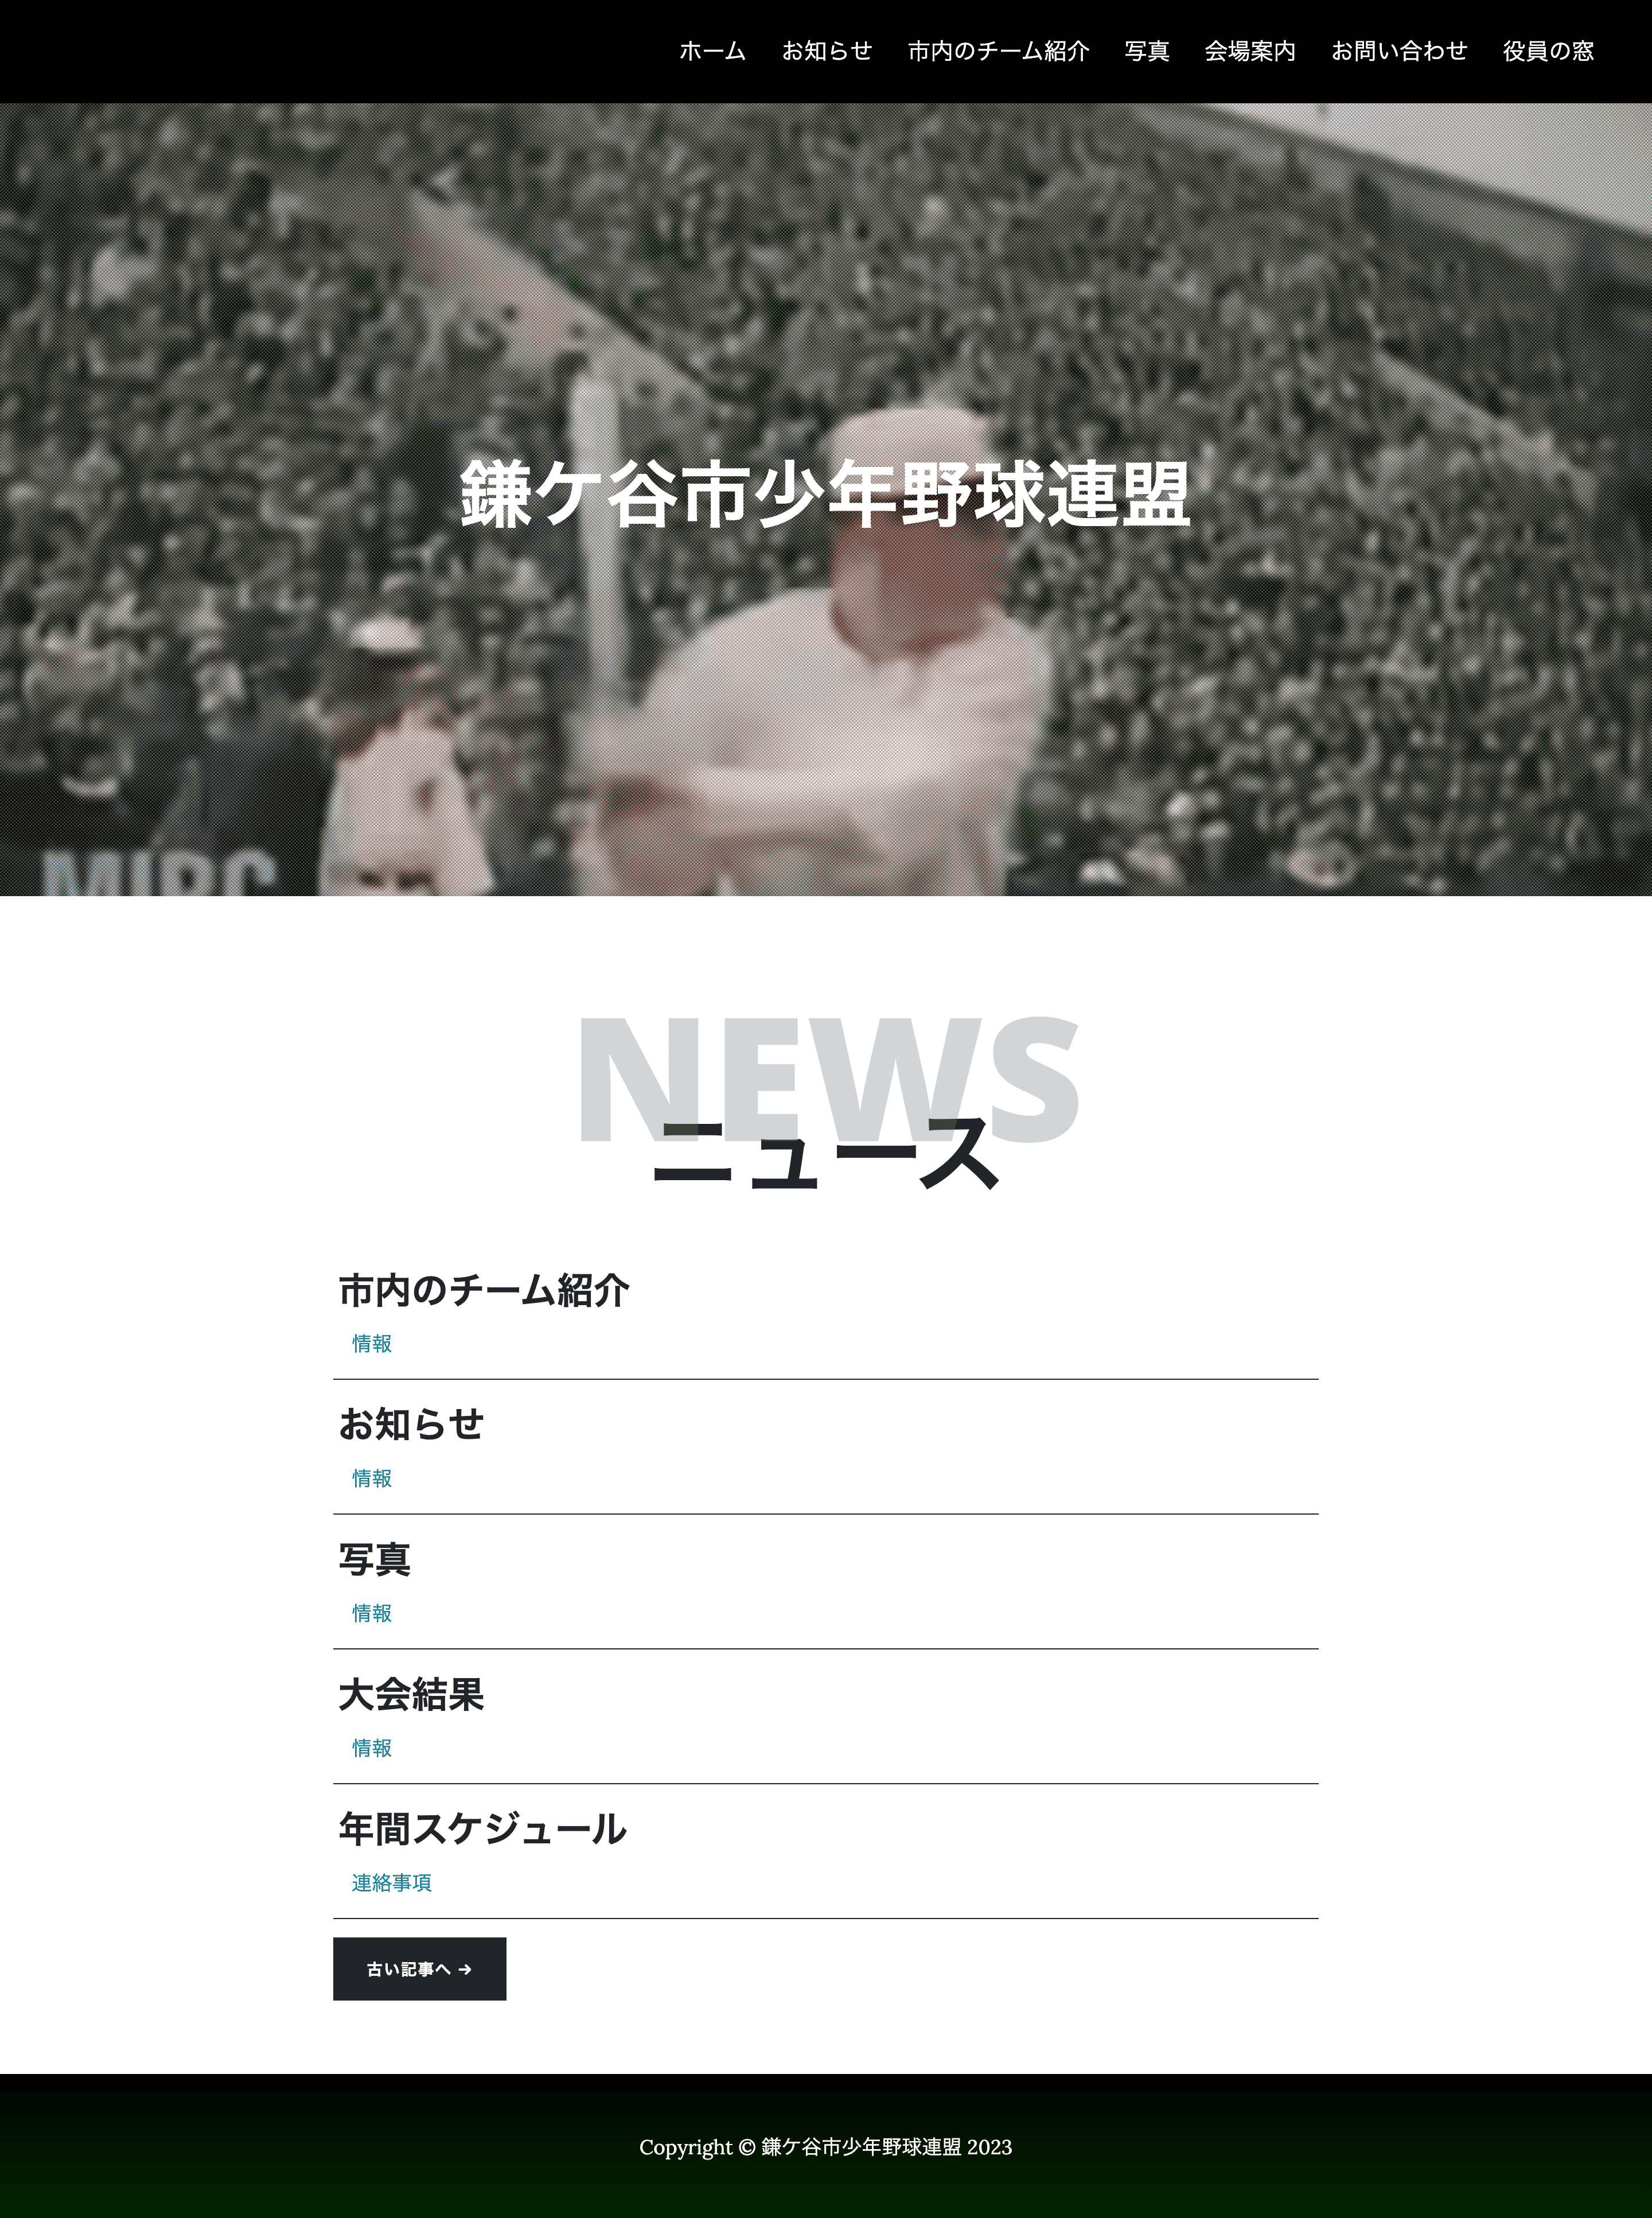 ホーム お知らせ 市内のチーム紹介 写真 会場案内 お問い合わせ 役員の窓
鎌ケ谷市少年野球連盟
NEWS
ニュース
市内のチーム紹介
情報
お知らせ
情報
写真
情報
大会結果
情報
年間スケジュール
連絡事項
古い記事へ →
Copyright © 鎌ケ谷市少年野球連盟 2023